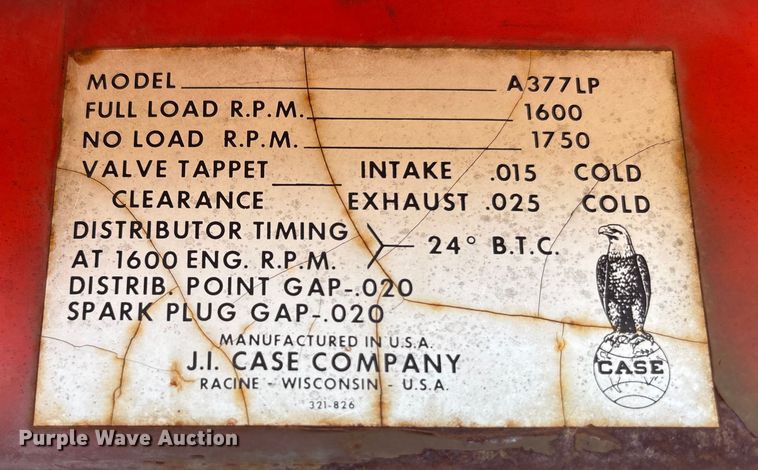 MODEL A377LP
FULL LOAD R.P.M. 1600
NO LOAD R.P.M. 1750
VALVE TAPPET INTAKE .015 COLD
CLEARANCE EXHAUST .025 COLD
DISTRIBUTOR TIMING
AT 1600 ENG. R.P.M. 24° B.T.C.
DISTRIB. POINT GAP-.020
SPARK PLUG GAP-.020
MANUFACTURED IN U.S.A.
J.I. CASE COMPANY
RACINE - WISCONSIN - U.S.A.
321-826
CASE
Purple Wave Auction